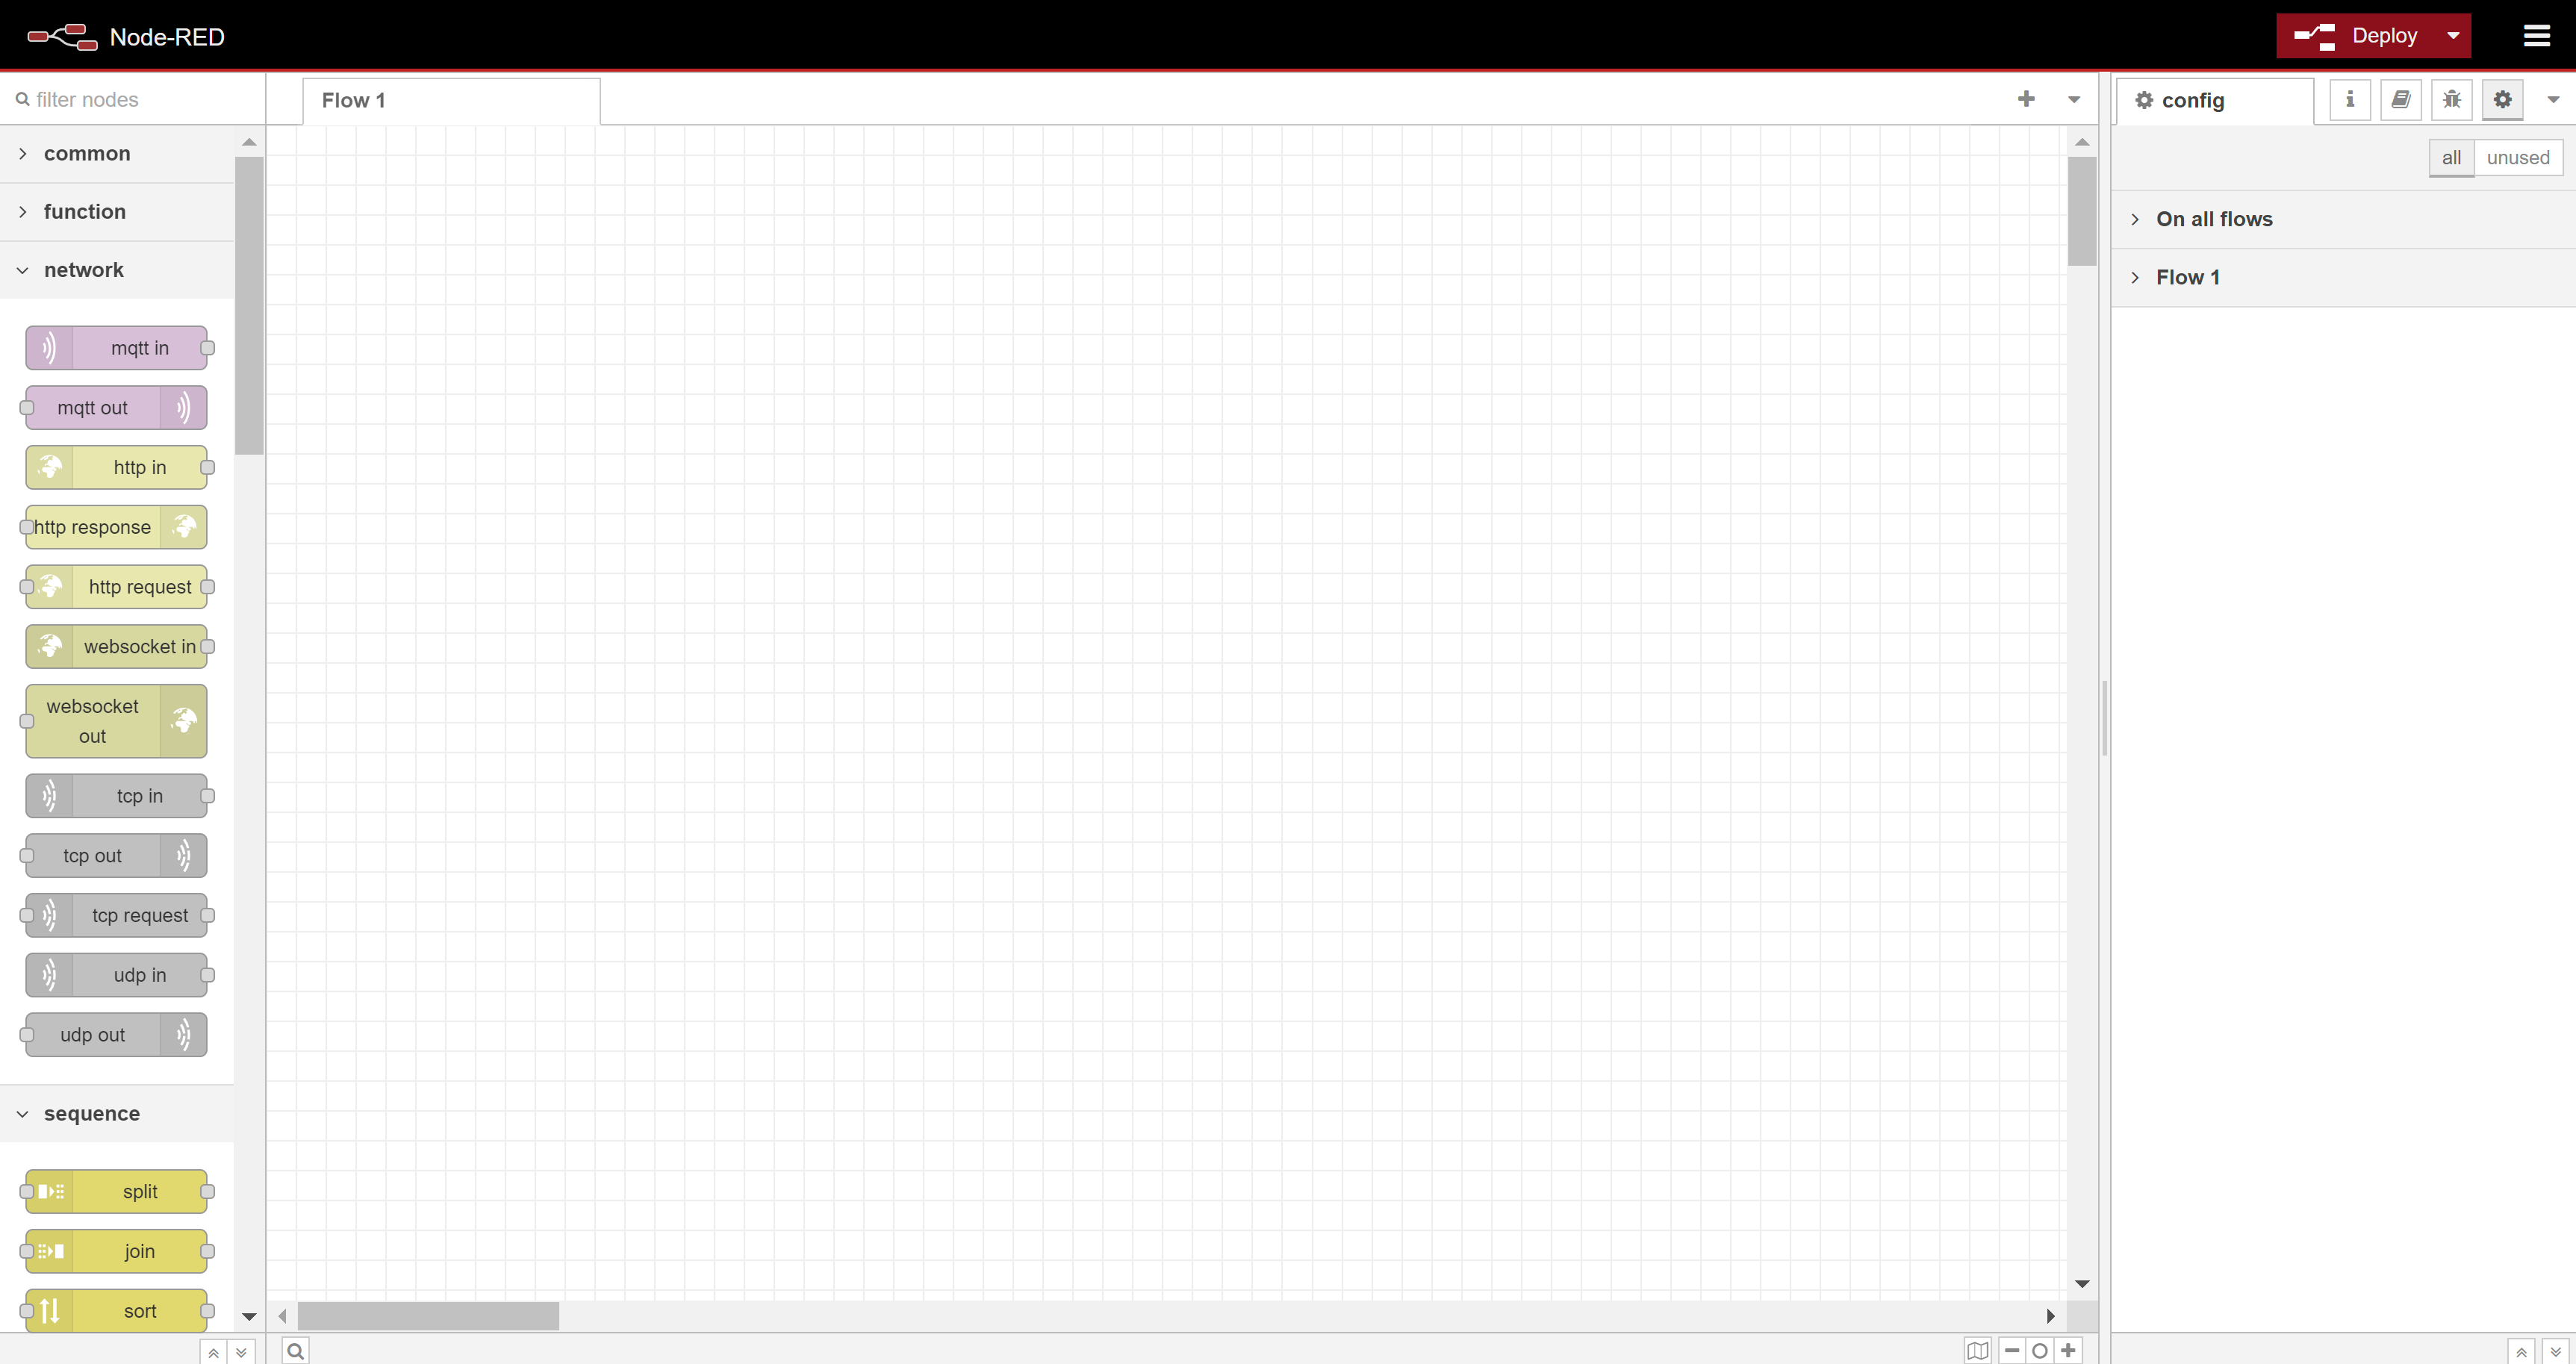 Node-RED
Deploy
filter nodes
Flow 1
config
all
unused
common
function
network
mqtt in
mqtt out
http in
http response
http request
websocket in
websocket
out
tcp in
tcp out
tcp request
udp in
udp out
sequence
split
join
sort
On all flows
Flow 1